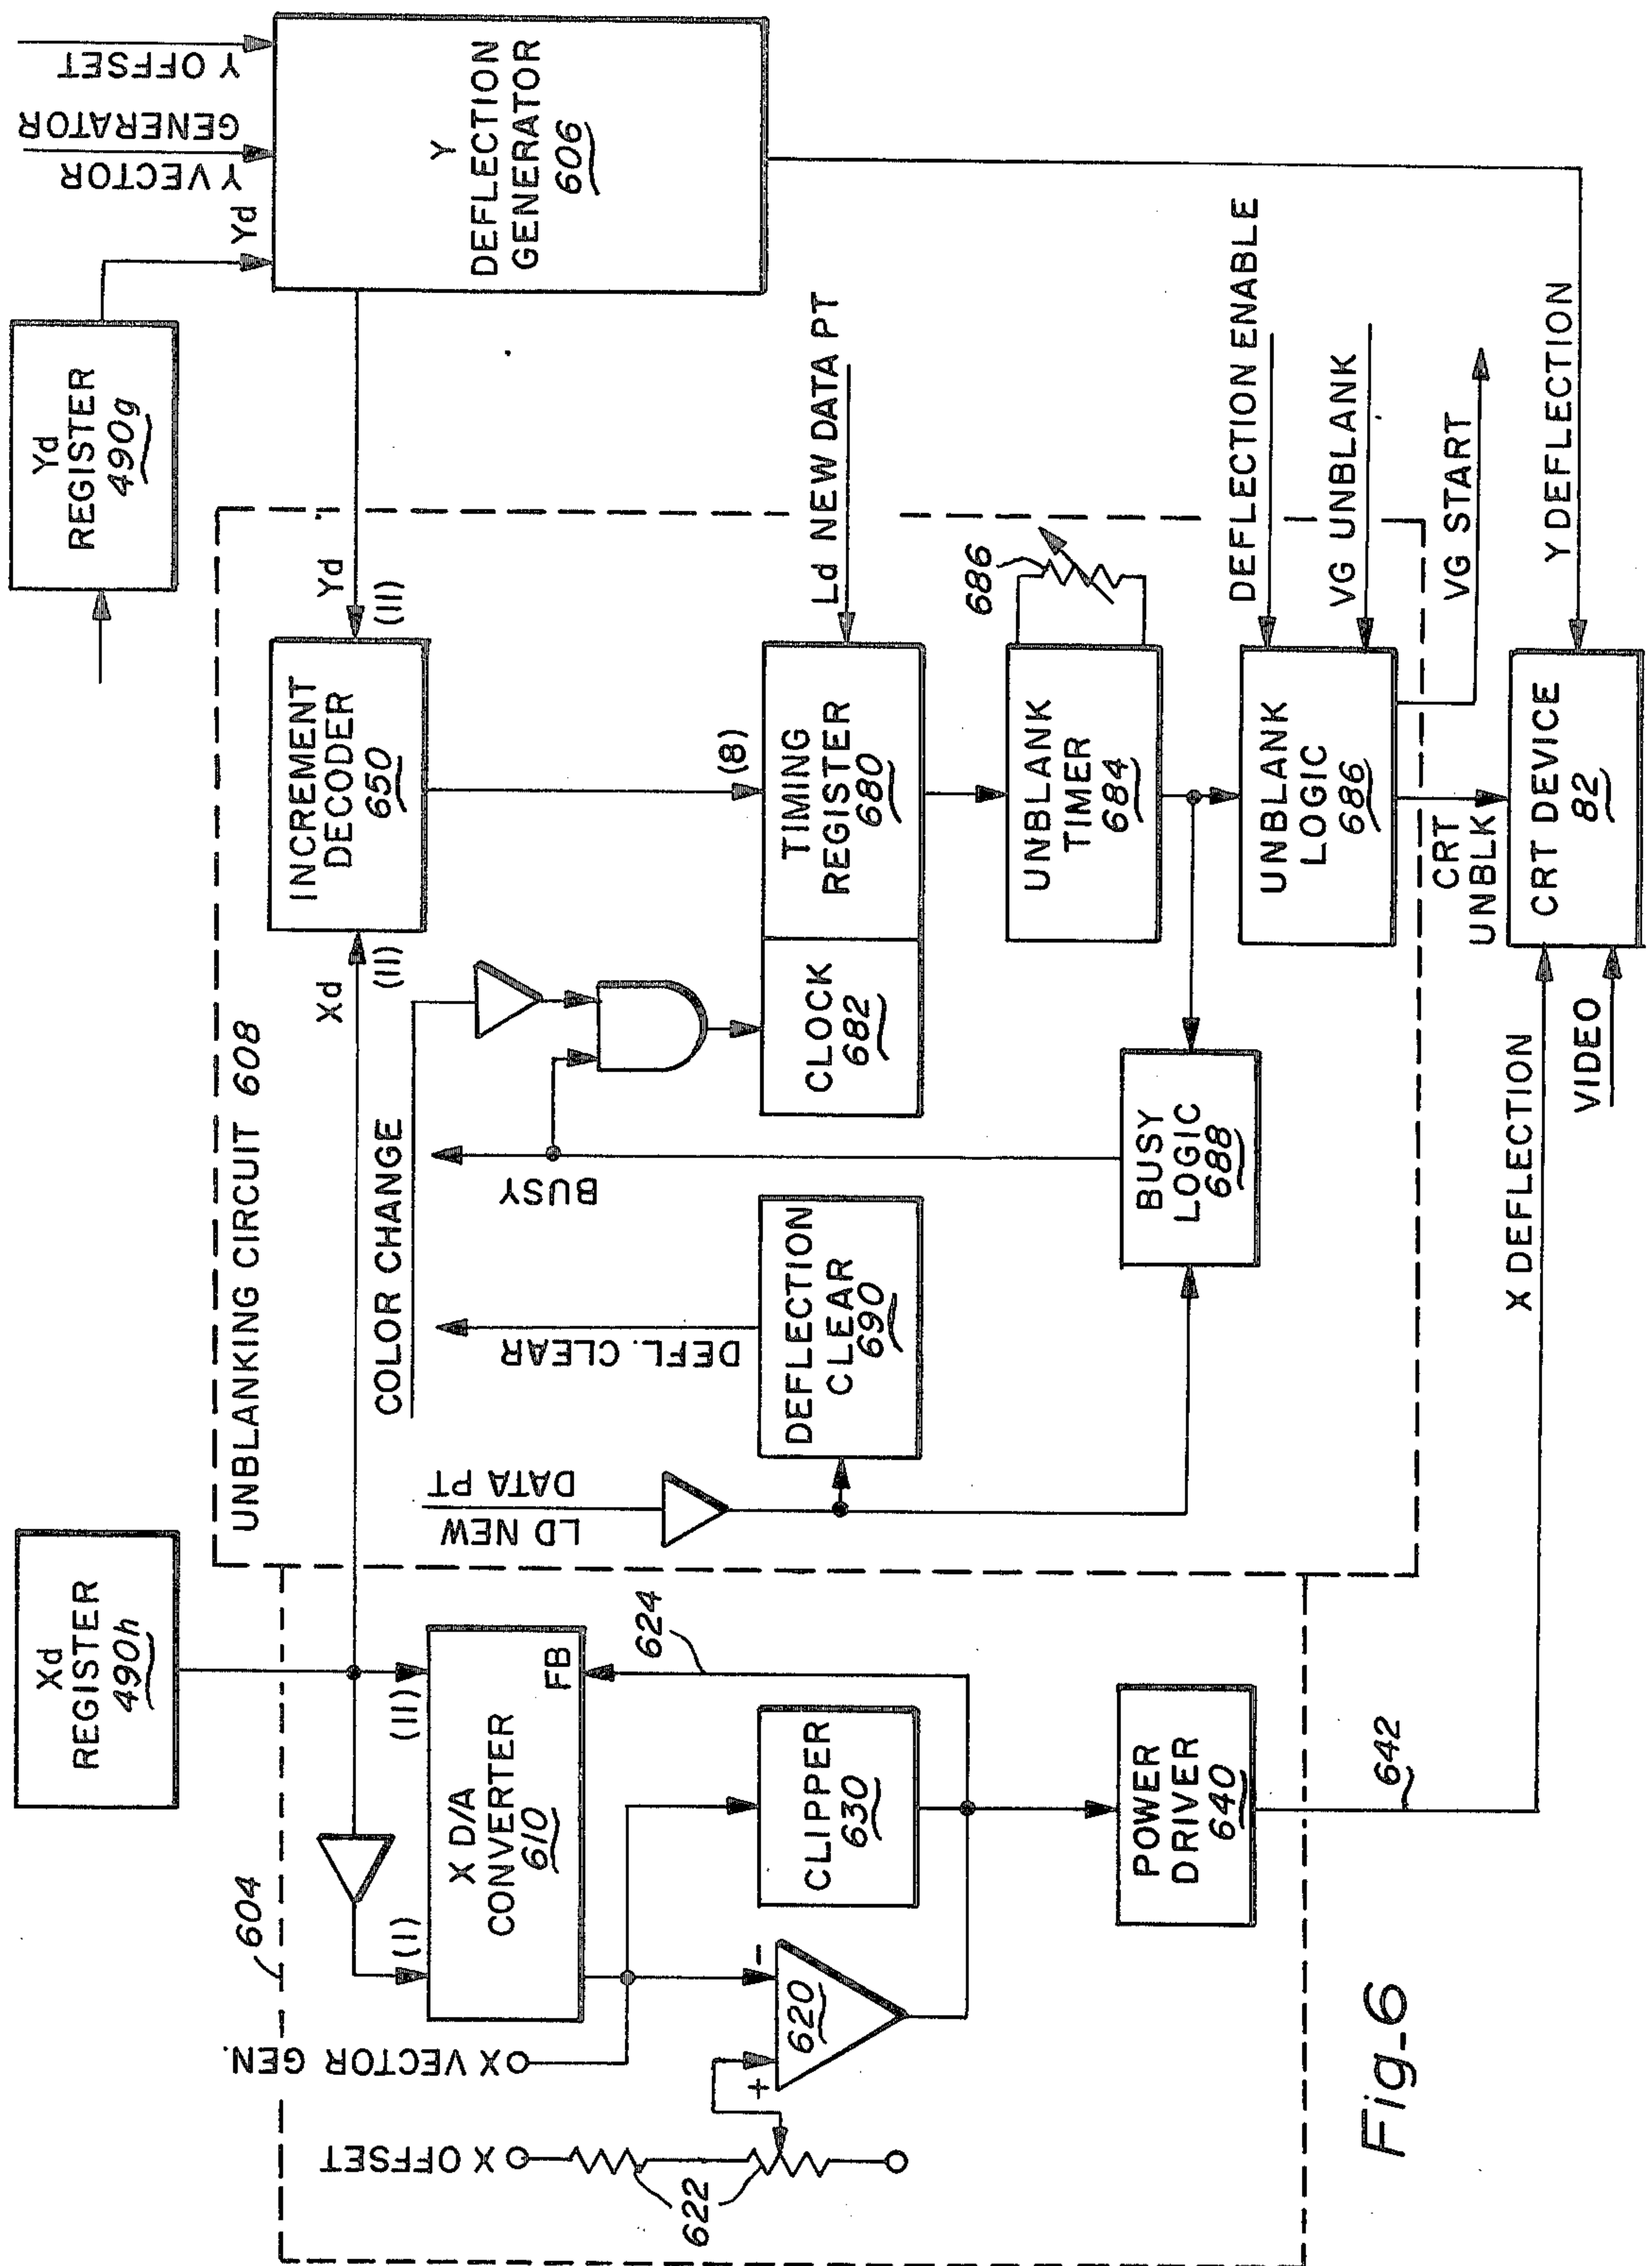 Xd
REGISTER
490h
Yd
REGISTER
490g
Yd
Y VECTOR
GENERATOR
Y OFFSET
Y
DEFLECTION
GENERATOR
606
604
UNBLANKING CIRCUIT 608
X VECTOR GEN.
(1)
(11)
X D/A
CONVERTER
610
FB
624
X OFFSET
622
+
-
620
CLIPPER
630
POWER
DRIVER
640
642
Xd
(11)
INCREMENT
DECODER
650
Yd
(11)
COLOR CHANGE
LD NEW
DATA PT
DEFL. CLEAR
DEFLECTION
CLEAR
690
BUSY
CLOCK
682
(8)
TIMING
REGISTER
680
Ld NEW DATA PT
UNBLANK
TIMER
684
686
BUSY
LOGIC
688
UNBLANK
LOGIC
686
DEFLECTION ENABLE
VG UNBLANK
VG START
CRT
UNBLK
X DEFLECTION
VIDEO
CRT DEVICE
82
Y DEFLECTION
Fig_6